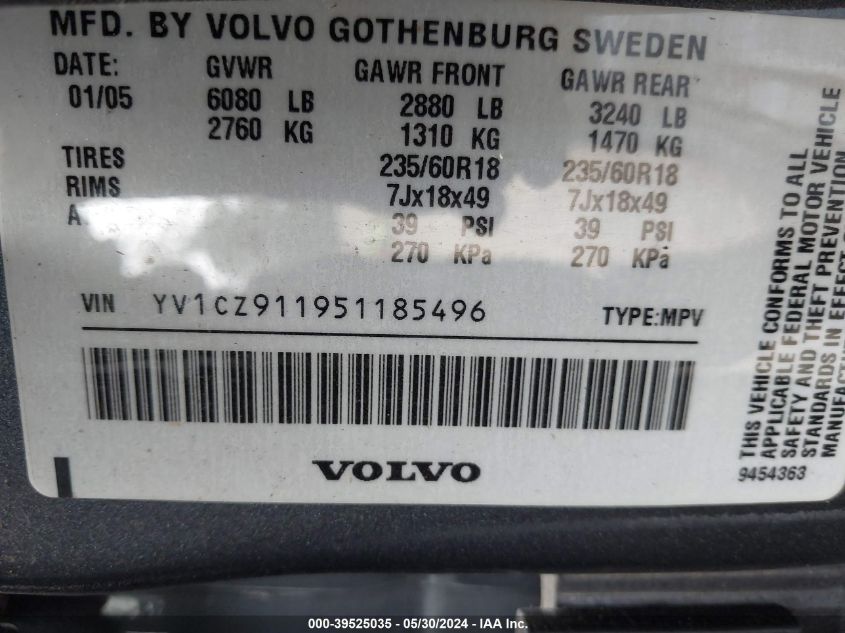 MFD. BY VOLVO GOTHENBURG SWEDEN
DATE: GVWR GAWR FRONT GAWR REAR
01/05 6080 LB 2880 LB 3240 LB
2760 KG 1310 KG 1470 KG
TIRES 235/60R18 235/60R18
RIMS 7Jx18x49 7Jx18x49
A 39 PSI 39 PSI
270 KPa 270 KPa
VIN YV1CZ911951185496 TYPE:MPV
VOLVO
THIS VEHICLE CONFORMS TO ALL
APPLICABLE FEDERAL MOTOR VEHICLE
SAFETY AND THEFT PREVENTION
STANDARDS IN EFFECT
MANUFACTURE
9454363
000-39525035 - 05/30/2024 - IAA Inc.